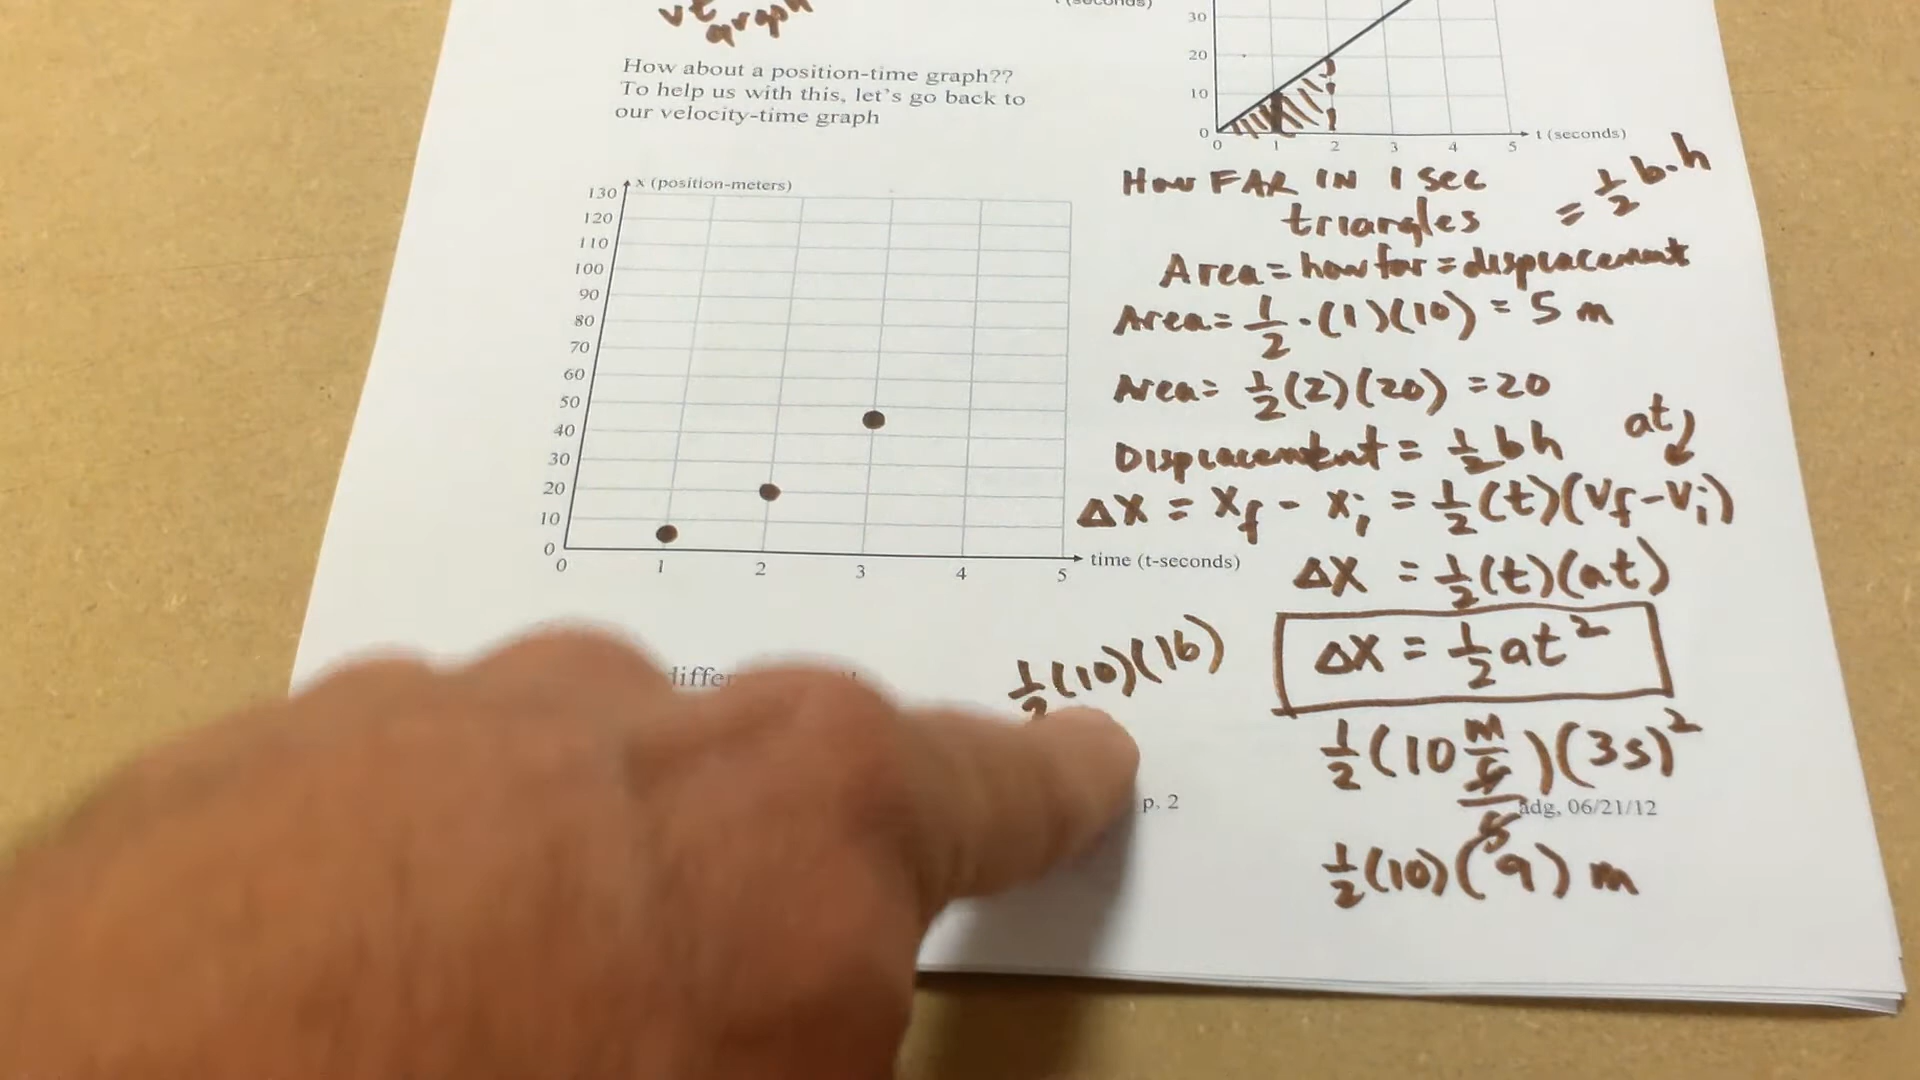 vt
graph
t (seconds)
How about a position-time graph??
To help us with this, let's go back to
our velocity-time graph
30
20
10
0
0 1 2 3 4 5
t (seconds)
x (position-meters)
130
120
110
100
90
80
70
60
50
40
30
20
10
0
0 1 2 3 4 5
time (t-seconds)
HOW FAR IN 1 sec
triangles = 1/2 b·h
Area = how far = displacement
Area = 1/2 · (1)(10) = 5 m
Area = 1/2 (2)(20) = 20
Displacement = 1/2 bh
at
Δx = xf - xi = 1/2 (t)(vf - vi)
Δx = 1/2 (t)(at)
Δx = 1/2 at²
1/2 (10)(16)
1/2 (10 m/s/s)(3s)²
p. 2
adg, 06/21/12
1/2 (10)(9) m